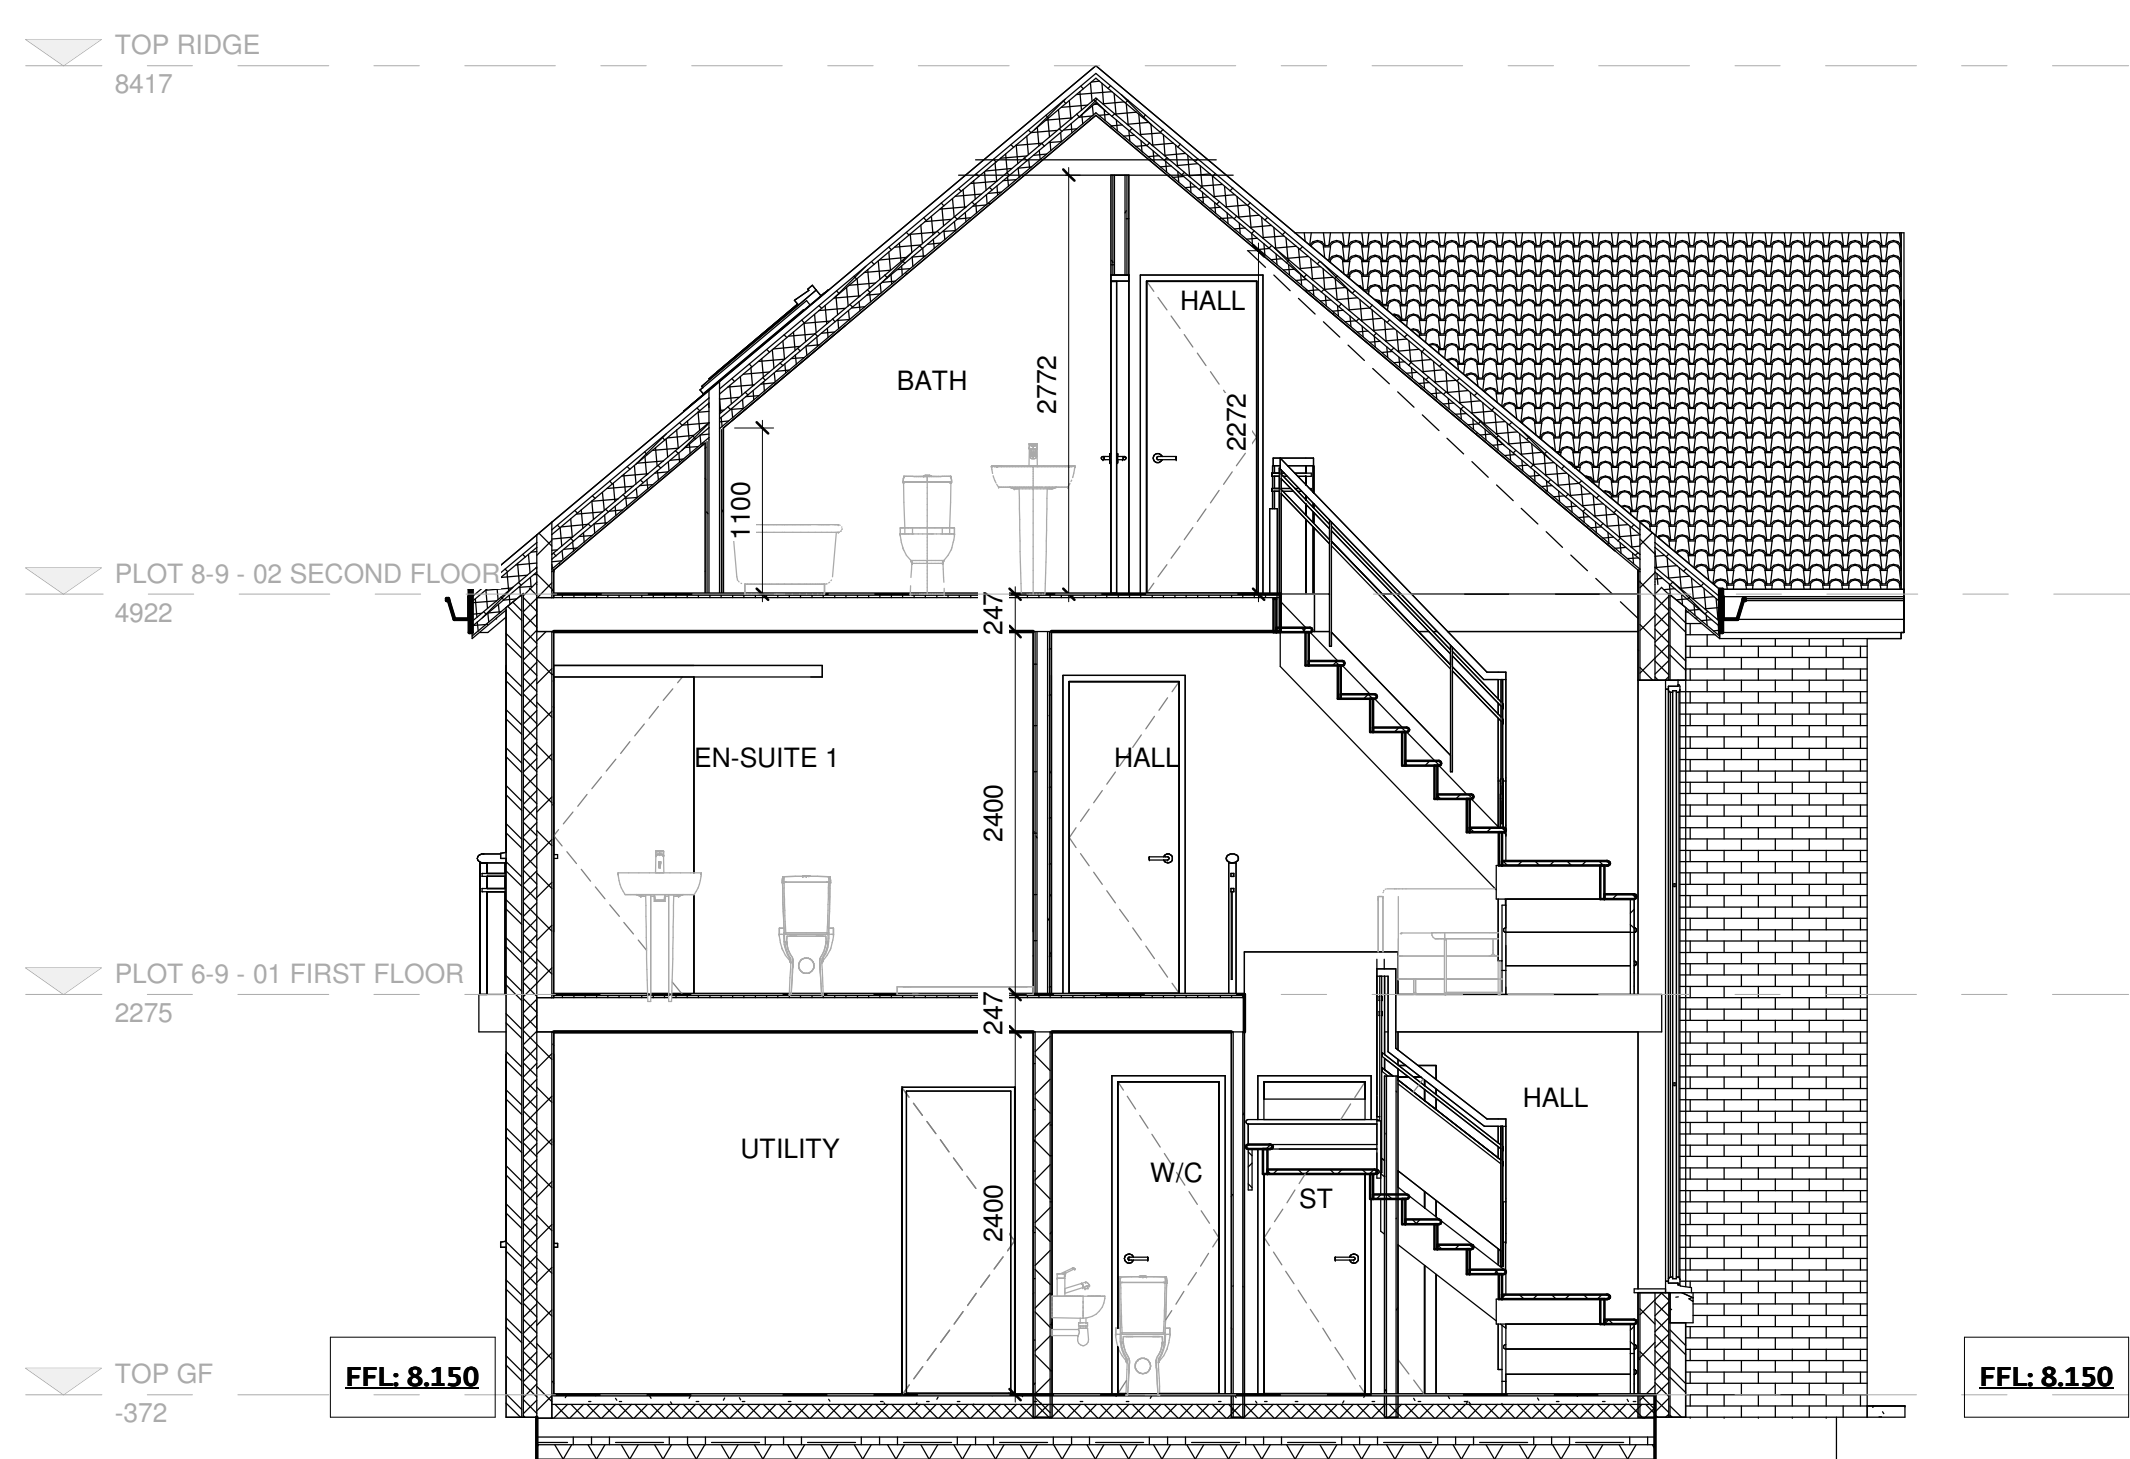 TOP RIDGE
8417
HALL
BATH
2772
2272
1100
PLOT 8-9 - 02 SECOND FLOOR
4922
247
EN-SUITE 1
HALL
2400
PLOT 6-9 - 01 FIRST FLOOR
2275
247
HALL
UTILITY
W/C
ST
2400
TOP GF
-372
FFL: 8.150
FFL: 8.150